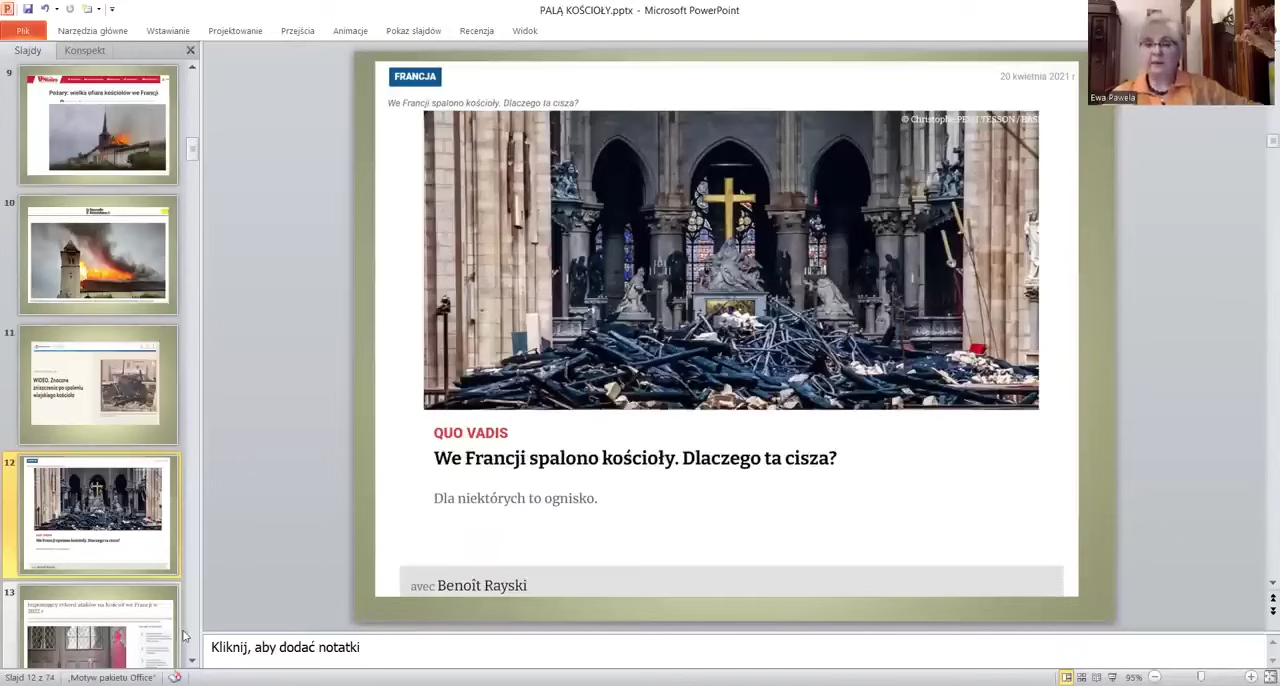 PALĄ KOŚCIOŁY.pptx - Microsoft PowerPoint
Plik
Narzędzia główne
Wstawianie
Projektowanie
Przejścia
Animacje
Pokaz slajdów
Recenzja
Widok
Ewa Pawela
Slajdy
Konspekt
9
Pożary: wielka ofiara kościołów we Francji
10
11
WIDEO. Znaczne
zniszczenia po spaleniu
wiejskiego kościoła
12
We Francji spalono kościoły. Dlaczego ta cisza?
13
FRANCJA
20 kwietnia 2021 r
We Francji spalono kościoły. Dlaczego ta cisza?
QUO VADIS
We Francji spalono kościoły. Dlaczego ta cisza?
Dla niektórych to ognisko.
avec Benoît Rayski
Kliknij, aby dodać notatki
Slajd 12 z 74
„Motyw pakietu Office”
95%